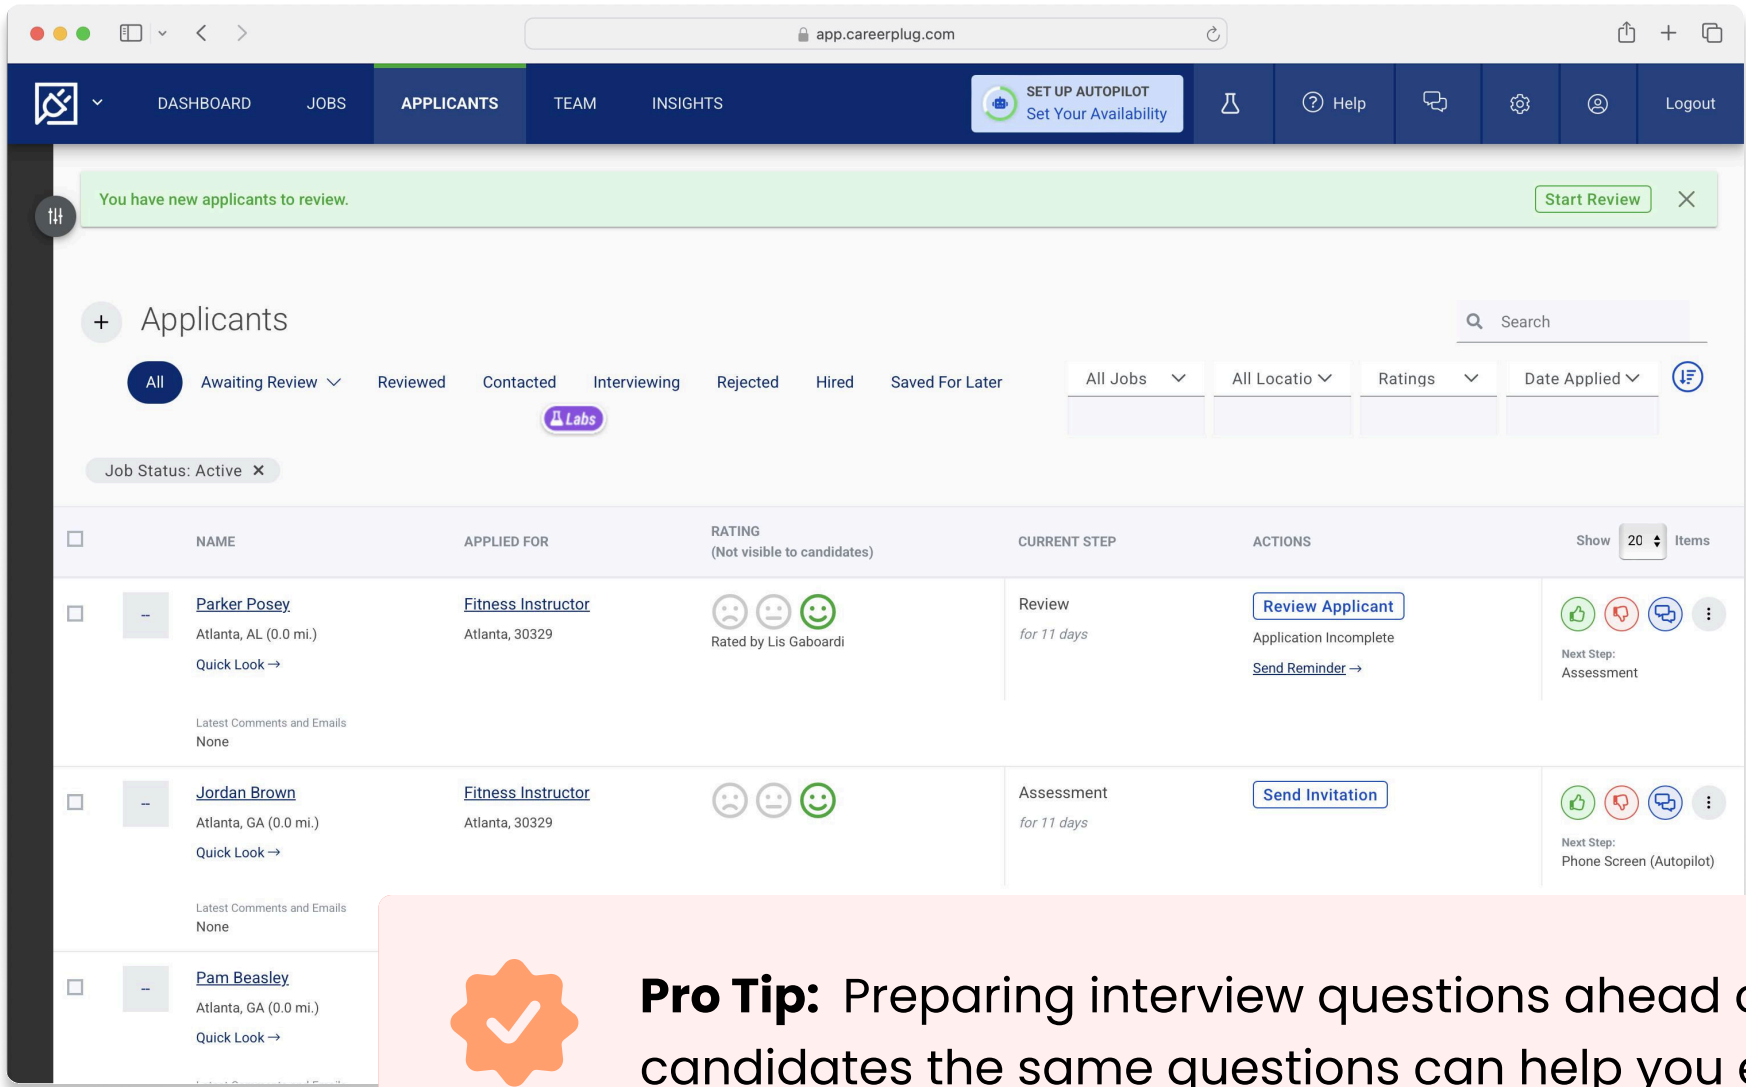 app.careerplug.com
DASHBOARD JOBS APPLICANTS TEAM INSIGHTS
SET UP AUTOPILOT
Set Your Availability
Help
Logout
You have new applicants to review.
Start Review
Applicants
Search
All Awaiting Review Reviewed Contacted Interviewing Rejected Hired Saved For Later
All Jobs All Locatio Ratings Date Applied
Labs
Job Status: Active
NAME APPLIED FOR RATING CURRENT STEP ACTIONS Show 20 Items
(Not visible to candidates)
-- Parker Posey Fitness Instructor Review Review Applicant
Atlanta, AL (0.0 mi.) Atlanta, 30329 Rated by Lis Gaboardi for 11 days Application Incomplete
Quick Look → Send Reminder →
Next Step:
Assessment
Latest Comments and Emails
None
-- Jordan Brown Fitness Instructor Assessment Send Invitation
Atlanta, GA (0.0 mi.) Atlanta, 30329 for 11 days
Quick Look →
Next Step:
Phone Screen (Autopilot)
Latest Comments and Emails
None
-- Pam Beasley
Atlanta, GA (0.0 mi.)
Quick Look →
Pro Tip: Preparing interview questions ahead
candidates the same questions can help you